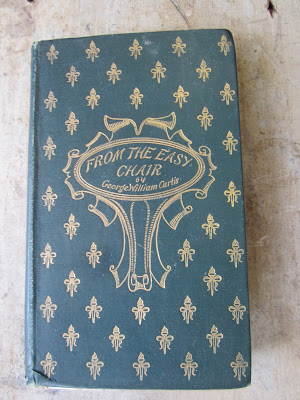 FROM THE EASY
CHAIR
by
George William Curtis